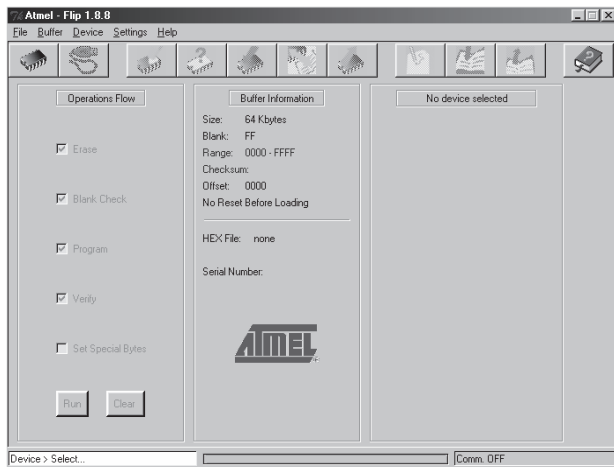 Atmel - Flip 1.8.8
File Buffer Device Settings Help
Operations Flow
Erase
Blank Check
Program
Verify
Set Special Bytes
Run Clear
Buffer Information
Size: 64 Kbytes
Blank: FF
Range: 0000 - FFFF
Checksum:
Offset: 0000
No Reset Before Loading
HEX File: none
Serial Number:
ATMEL
No device selected
Device > Select...
Comm. OFF